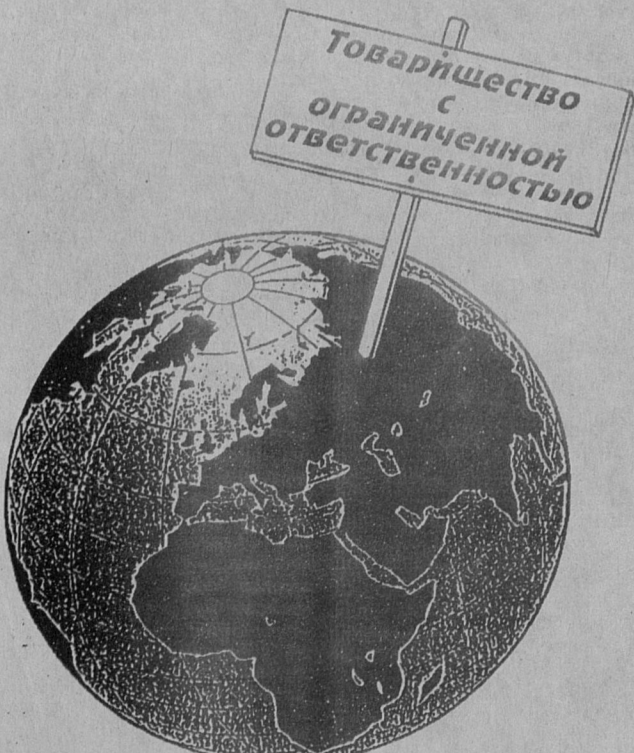 Товарищество
с
ограниченной
ответственностью